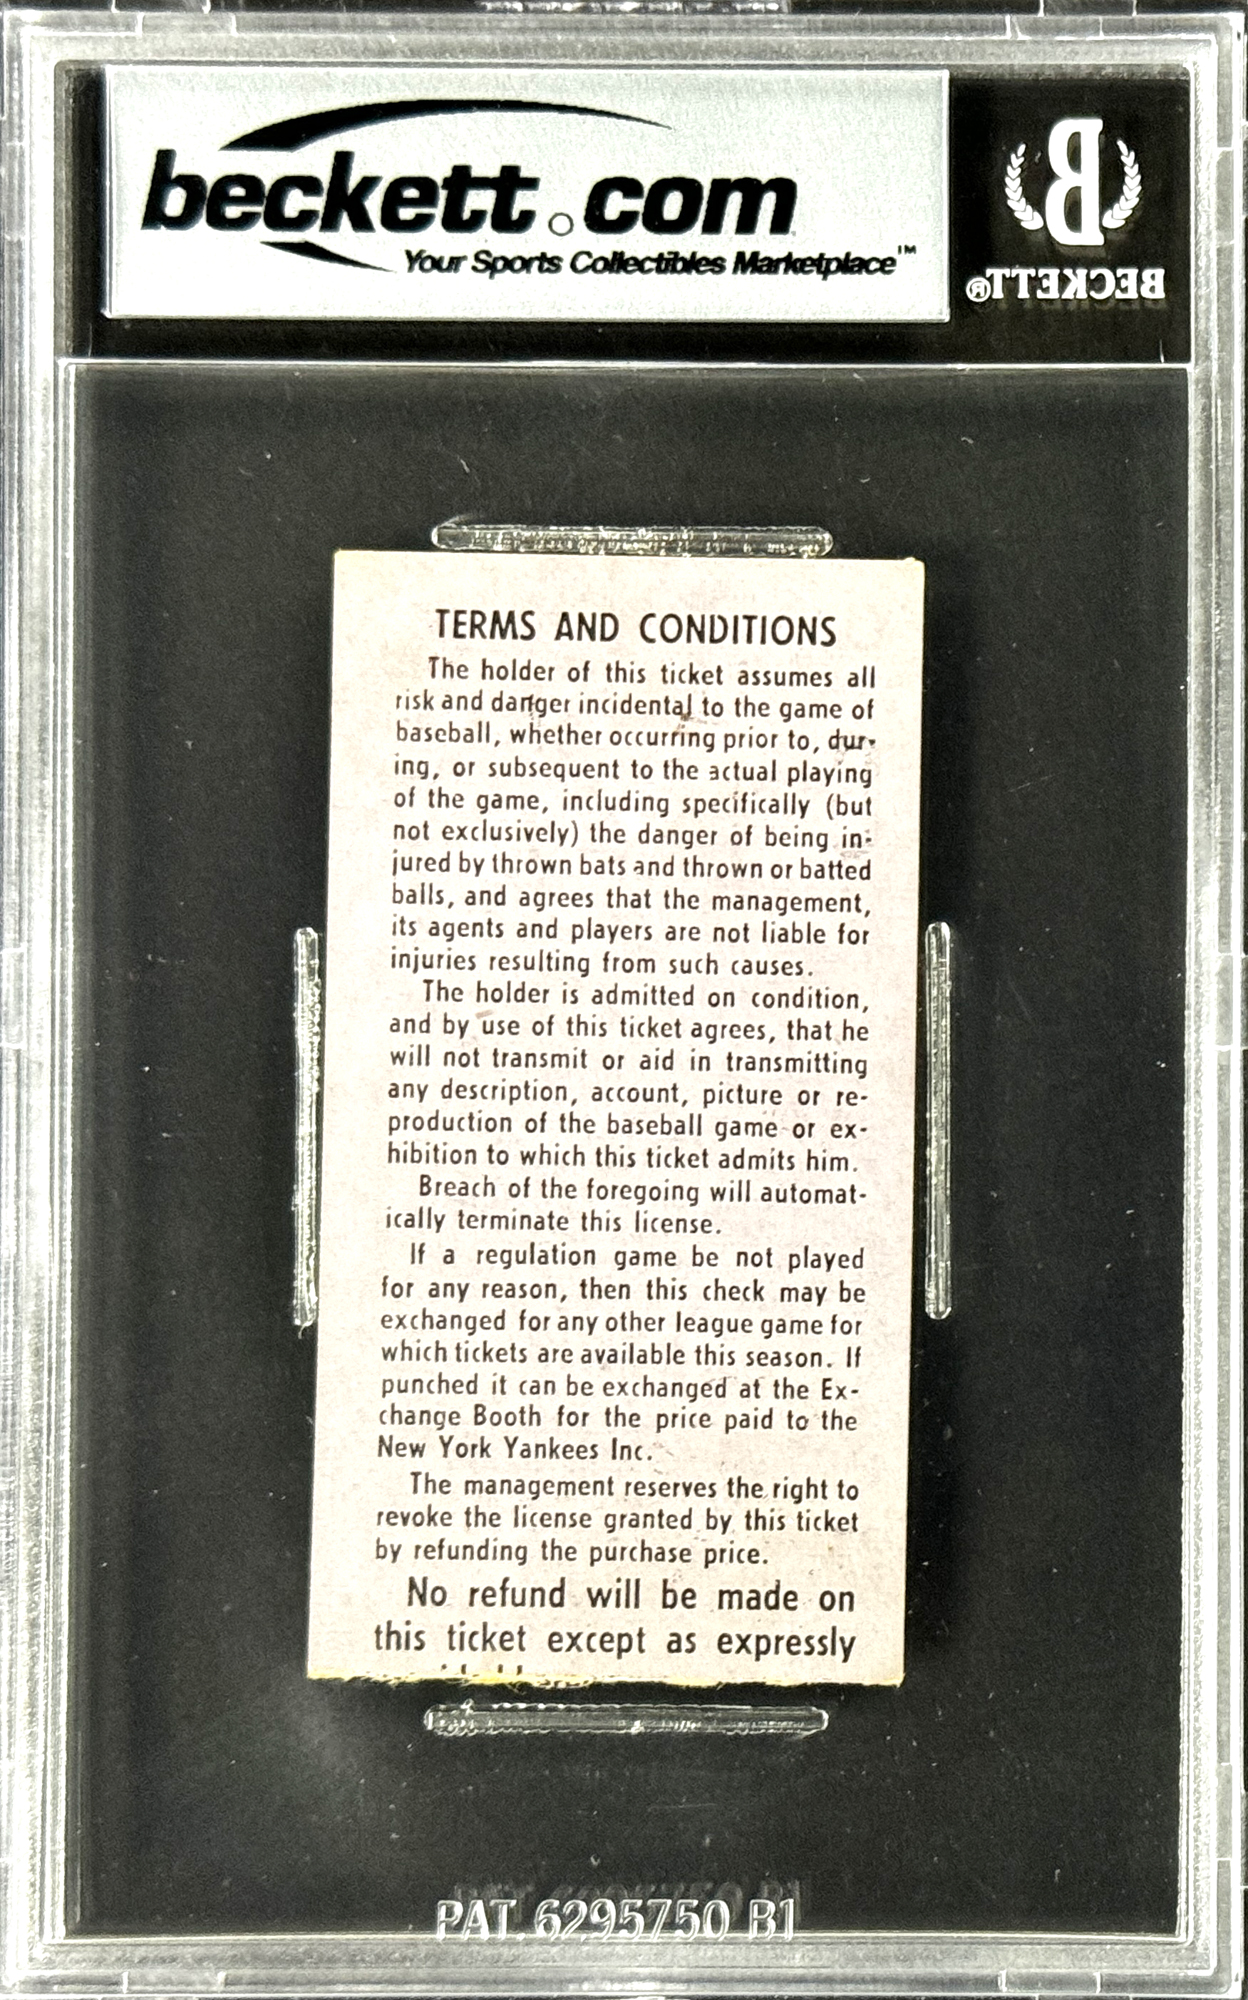 beckett.com
Your Sports Collectibles Marketplace™
B
BECKETT®
TERMS AND CONDITIONS
The holder of this ticket assumes all
risk and danger incidental to the game of
baseball, whether occurring prior to, dur-
ing, or subsequent to the actual playing
of the game, including specifically (but
not exclusively) the danger of being in-
jured by thrown bats and thrown or batted
balls, and agrees that the management,
its agents and players are not liable for
injuries resulting from such causes.
The holder is admitted on condition,
and by use of this ticket agrees, that he
will not transmit or aid in transmitting
any description, account, picture or re-
production of the baseball game or ex-
hibition to which this ticket admits him.
Breach of the foregoing will automat-
ically terminate this license.
If a regulation game be not played
for any reason, then this check may be
exchanged for any other league game for
which tickets are available this season. If
punched it can be exchanged at the Ex-
change Booth for the price paid to the
New York Yankees Inc.
The management reserves the right to
revoke the license granted by this ticket
by refunding the purchase price.
No refund will be made on
this ticket except as expressly
PAT. 6295750 B1